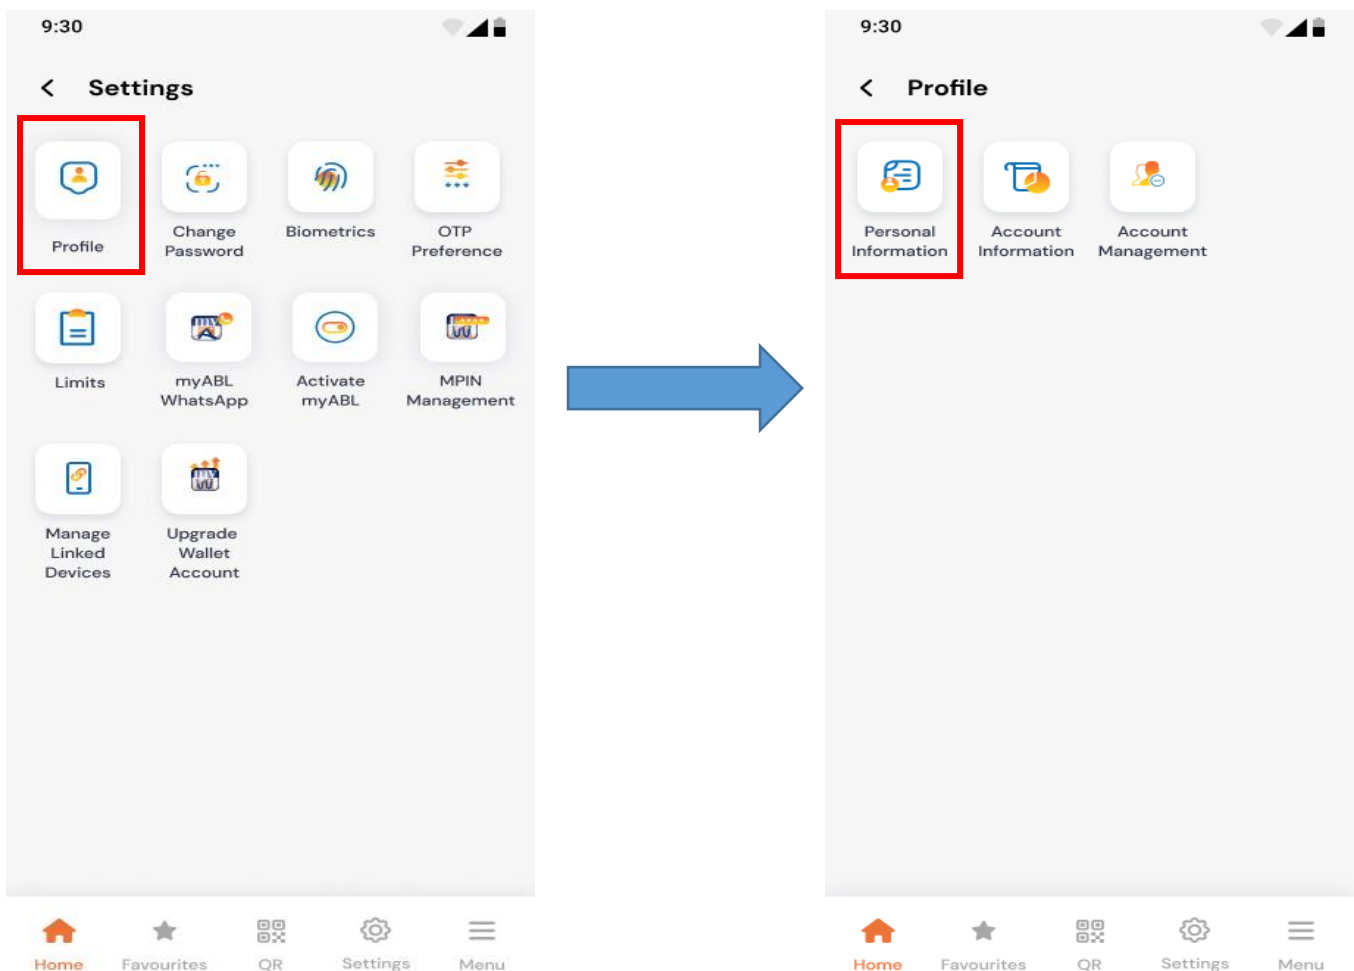 9:30
Settings
Profile
Change
Password
Biometrics
OTP
Preference
Limits
myABL
WhatsApp
Activate
myABL
MPIN
Management
Manage
Linked
Devices
Upgrade
Wallet
Account
Home
Favourites
QR
Settings
Menu
9:30
Profile
Personal
Information
Account
Information
Account
Management
Home
Favourites
QR
Settings
Menu